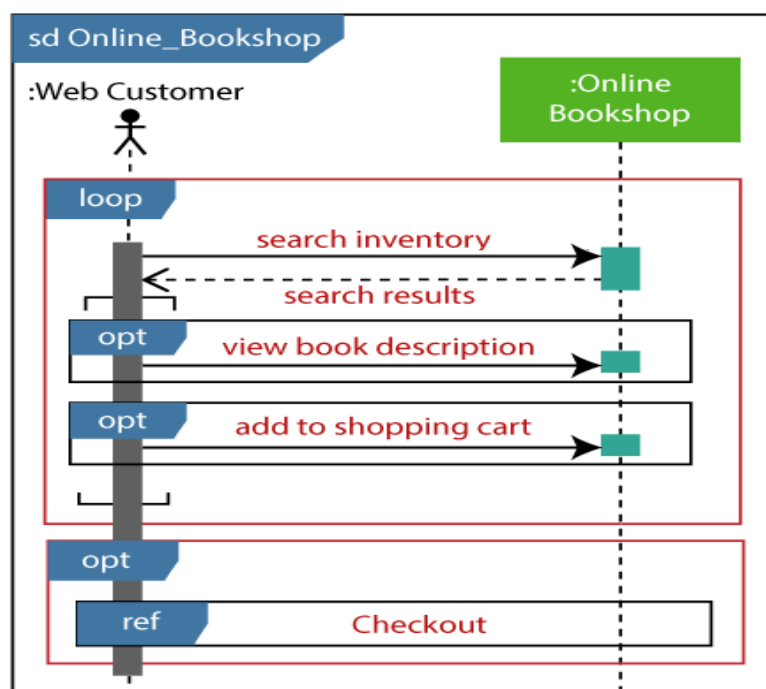 sd Online_Bookshop
:Web Customer
:Online
Bookshop
loop
search inventory
search results
opt
view book description
opt
add to shopping cart
opt
ref
Checkout